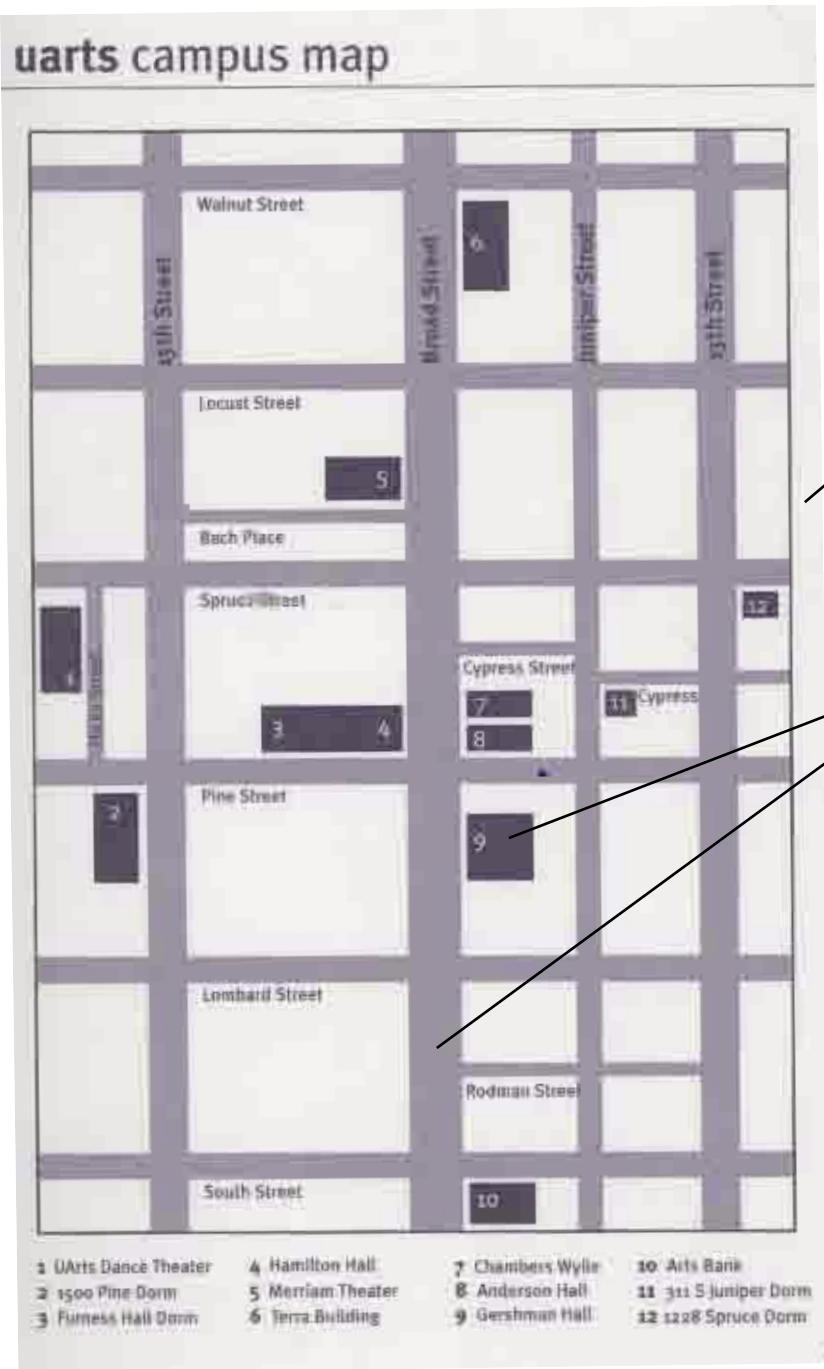 uarts campus map
Walnut Street
15th Street
Broad Street
6
Juniper Street
13th Street
Locust Street
5
Bach Place
Spruce Street
12
1
Street
Cypress Street
7
11
Cypress
3
4
8
Pine Street
2
9
Lombard Street
Rodman Street
South Street
10
1 UArts Dance Theater
2 1500 Pine Dorm
3 Furness Hall Dorm
4 Hamilton Hall
5 Merriam Theater
6 Terra Building
7 Chambers Wylie
8 Anderson Hall
9 Gershman Hall
10 Arts Bank
11 311 S Juniper Dorm
12 1228 Spruce Dorm